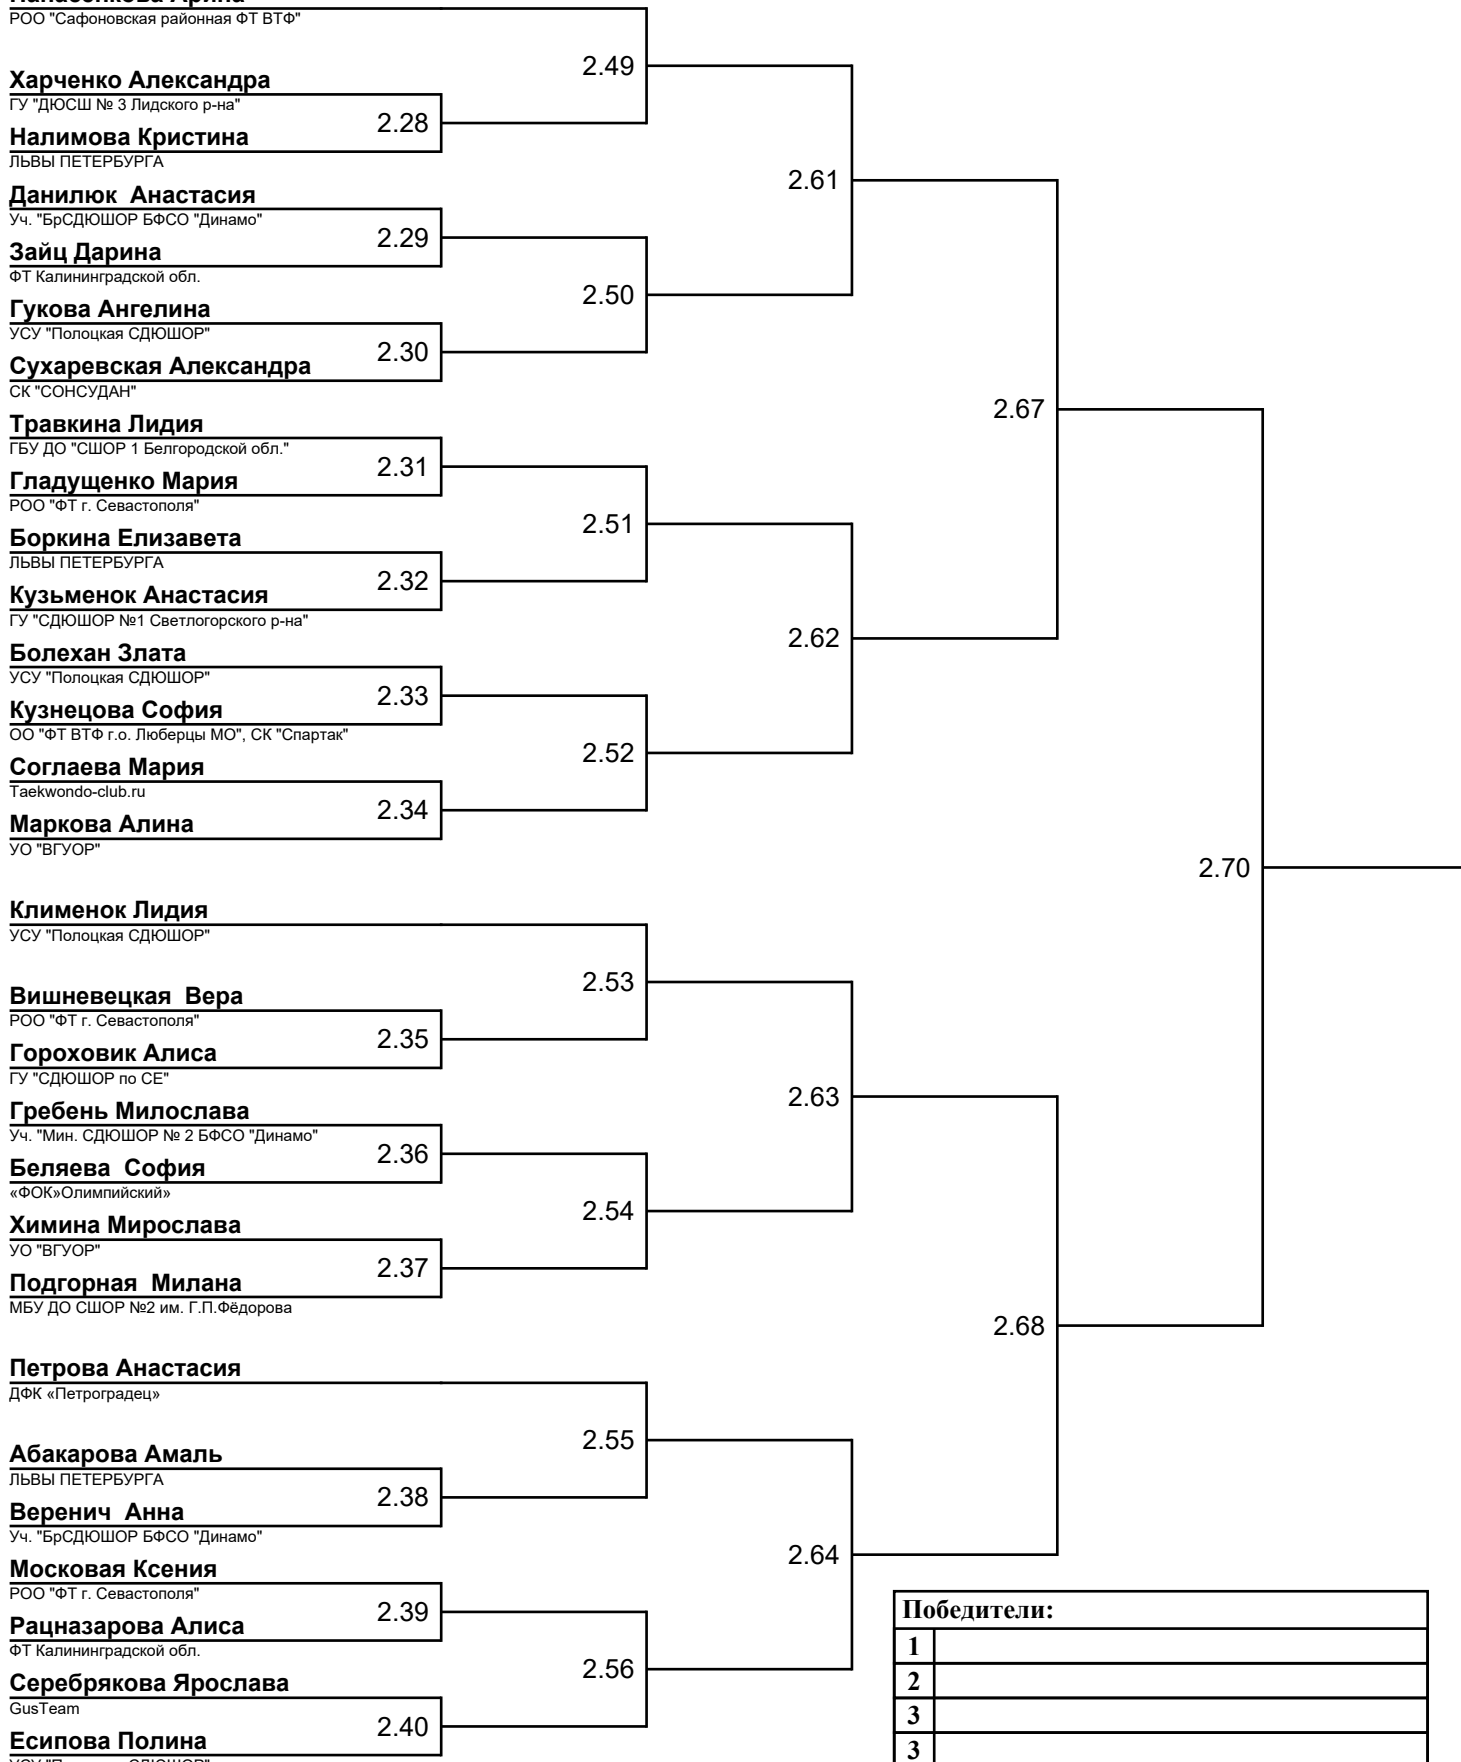 РОО "Сафоновская районная ФТ ВТФ"
2.49
Харченко Александра
ГУ "ДЮСШ № 3 Лидского р-на"
2.28
Налимова Кристина
ЛЬВЫ ПЕТЕРБУРГА
2.61
Данилюк Анастасия
Уч. "БрСДЮШОР БФСО "Динамо"
2.29
Зайц Дарина
ФТ Калининградской обл.
2.50
Гукова Ангелина
УСУ "Полоцкая СДЮШОР"
2.30
Сухаревская Александра
СК "СОНСУДАН"
2.67
Травкина Лидия
ГБУ ДО "СШОР 1 Белгородской обл."
2.31
Гладущенко Мария
РОО "ФТ г. Севастополя"
2.51
Боркина Елизавета
ЛЬВЫ ПЕТЕРБУРГА
2.32
Кузьменок Анастасия
ГУ "СДЮШОР №1 Светлогорского р-на"
2.62
Болехан Злата
УСУ "Полоцкая СДЮШОР"
2.33
Кузнецова София
ОО "ФТ ВТФ г.о. Люберцы МО", СК "Спартак"
2.52
Соглаева Мария
Taekwondo-club.ru
2.34
Маркова Алина
УО "ВГУОР"
2.70
Клименок Лидия
УСУ "Полоцкая СДЮШОР"
2.53
Вишневецкая Вера
РОО "ФТ г. Севастополя"
2.35
Гороховик Алиса
ГУ "СДЮШОР по СЕ"
2.63
Гребень Милослава
Уч. "Мин. СДЮШОР № 2 БФСО "Динамо"
2.36
Беляева София
«ФОК»Олимпийский»
2.54
Химина Мирослава
УО "ВГУОР"
2.37
Подгорная Милана
МБУ ДО СШОР №2 им. Г.П.Фёдорова
2.68
Петрова Анастасия
ДФК «Петроградец»
2.55
Абакарова Амаль
ЛЬВЫ ПЕТЕРБУРГА
2.38
Веренич Анна
Уч. "БрСДЮШОР БФСО "Динамо"
2.64
Московая Ксения
РОО "ФТ г. Севастополя"
2.39
Рацназарова Алиса
ФТ Калининградской обл.
2.56
Серебрякова Ярослава
GusTeam
2.40
Есипова Полина
Победители:
1
2
3
3